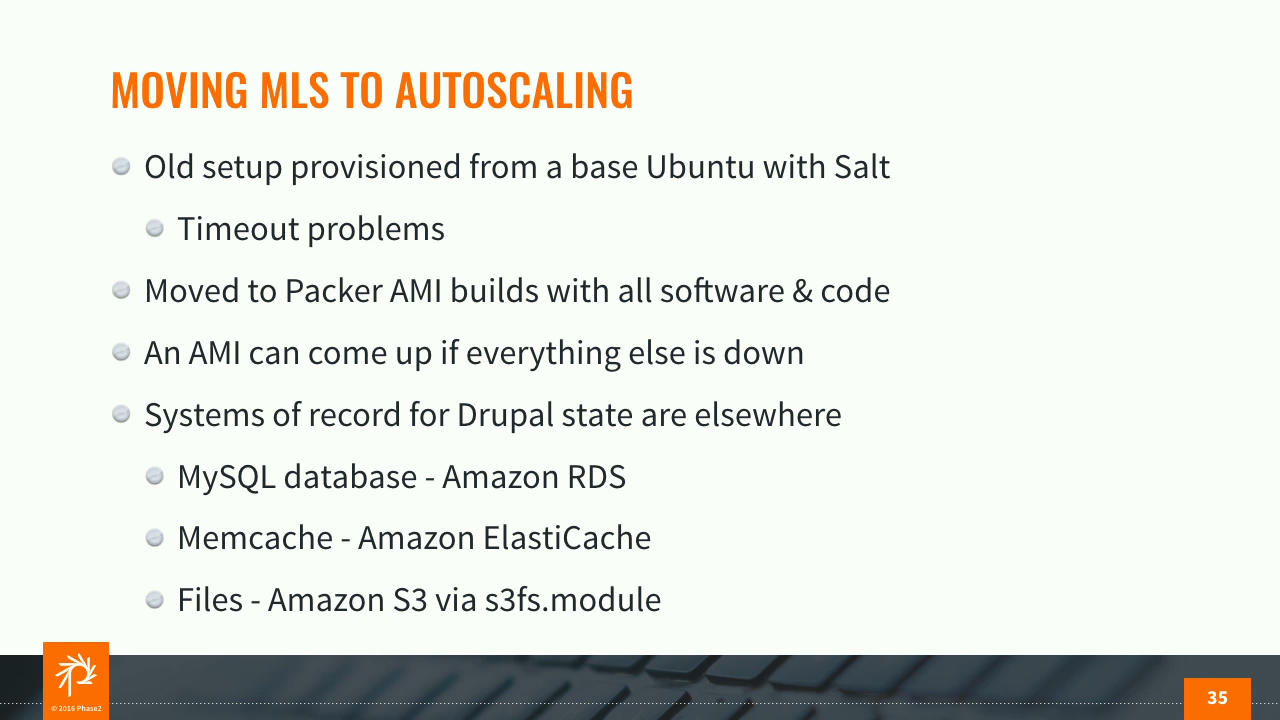 MOVING MLS TO AUTOSCALING
Old setup provisioned from a base Ubuntu with Salt
Timeout problems
Moved to Packer AMI builds with all software & code
An AMI can come up if everything else is down
Systems of record for Drupal state are elsewhere
MySQL database - Amazon RDS
Memcache - Amazon ElastiCache
Files - Amazon S3 via s3fs.module
© 2016 Phase2
35